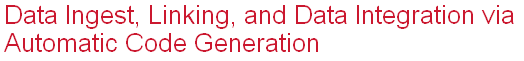 Data Ingest, Linking, and Data Integration via
Automatic Code Generation